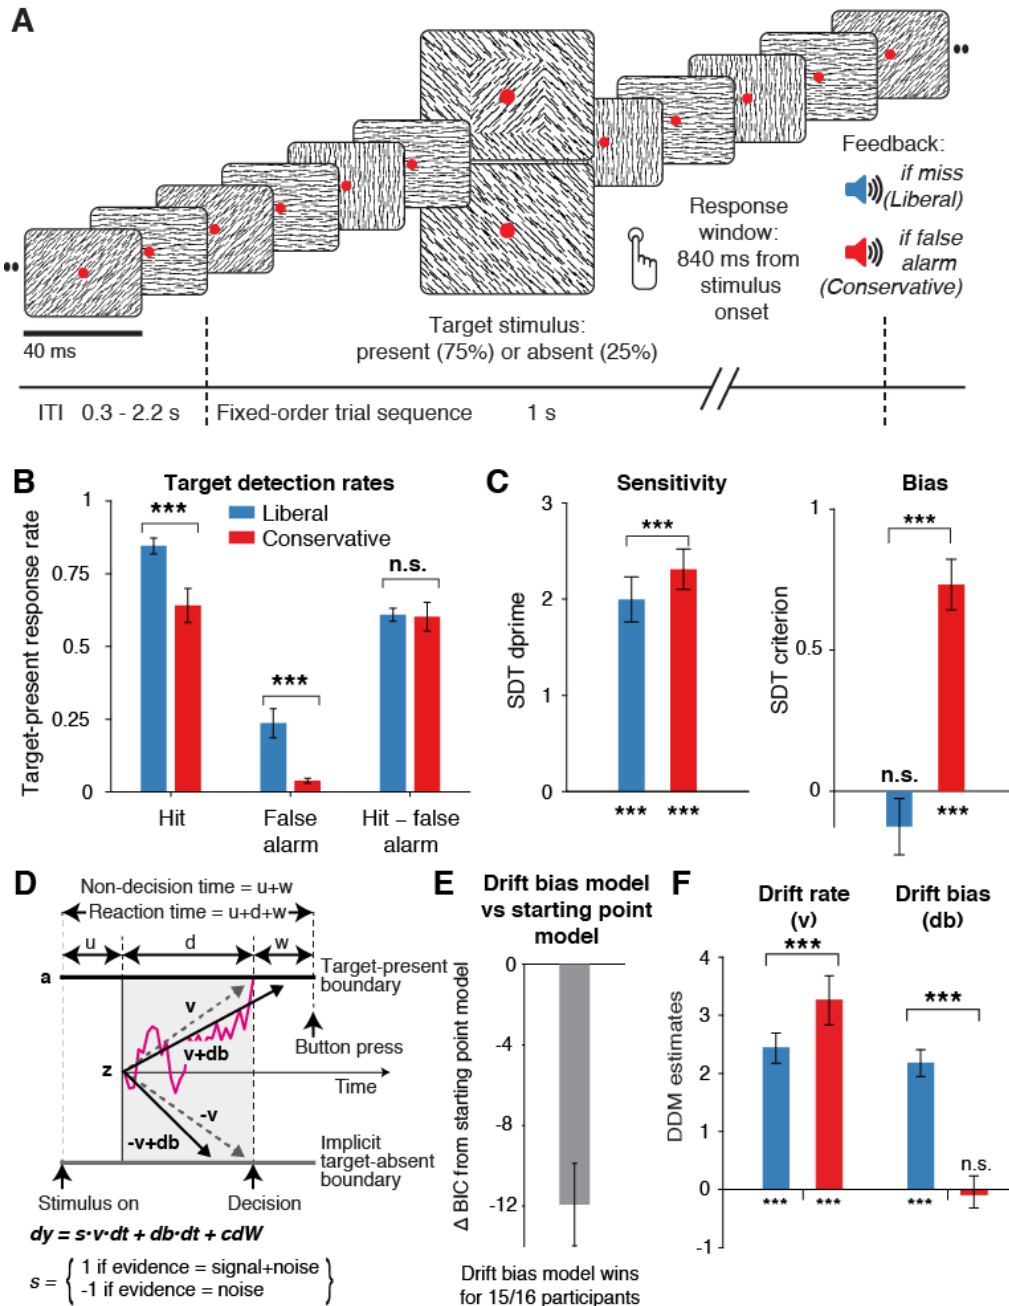 A
Feedback:
if miss
(Liberal)
if false
alarm
(Conservative)
Response
window:
840 ms from
stimulus
onset
40 ms
Target stimulus:
present (75%) or absent (25%)
ITI 0.3 - 2.2 s
Fixed-order trial sequence 1 s
B
Target detection rates
Target-present response rate
1
0.75
0.5
0.25
0
***
Liberal
Conservative
***
n.s.
Hit
False
alarm
Hit – false
alarm
C
Sensitivity
SDT dprime
3
2
1
0
***
*** ***
Bias
SDT criterion
1
0.5
0
***
n.s.
***
D
Non-decision time = u+w
Reaction time = u+d+w
u d w
a
Target-present
boundary
v
v+db
Button press
z
Time
-v
-v+db
Implicit
target-absent
boundary
Stimulus on
Decision
dy = s·v·dt + db·dt + cdW
s = { 1 if evidence = signal+noise
-1 if evidence = noise }
E
Drift bias model
vs starting point
model
Δ BIC from starting point model
0
-4
-8
-12
Drift bias model wins
for 15/16 participants
F
Drift rate
(v)
Drift bias
(db)
DDM estimates
4
3
2
1
0
-1
***
***
n.s.
*** *** ***